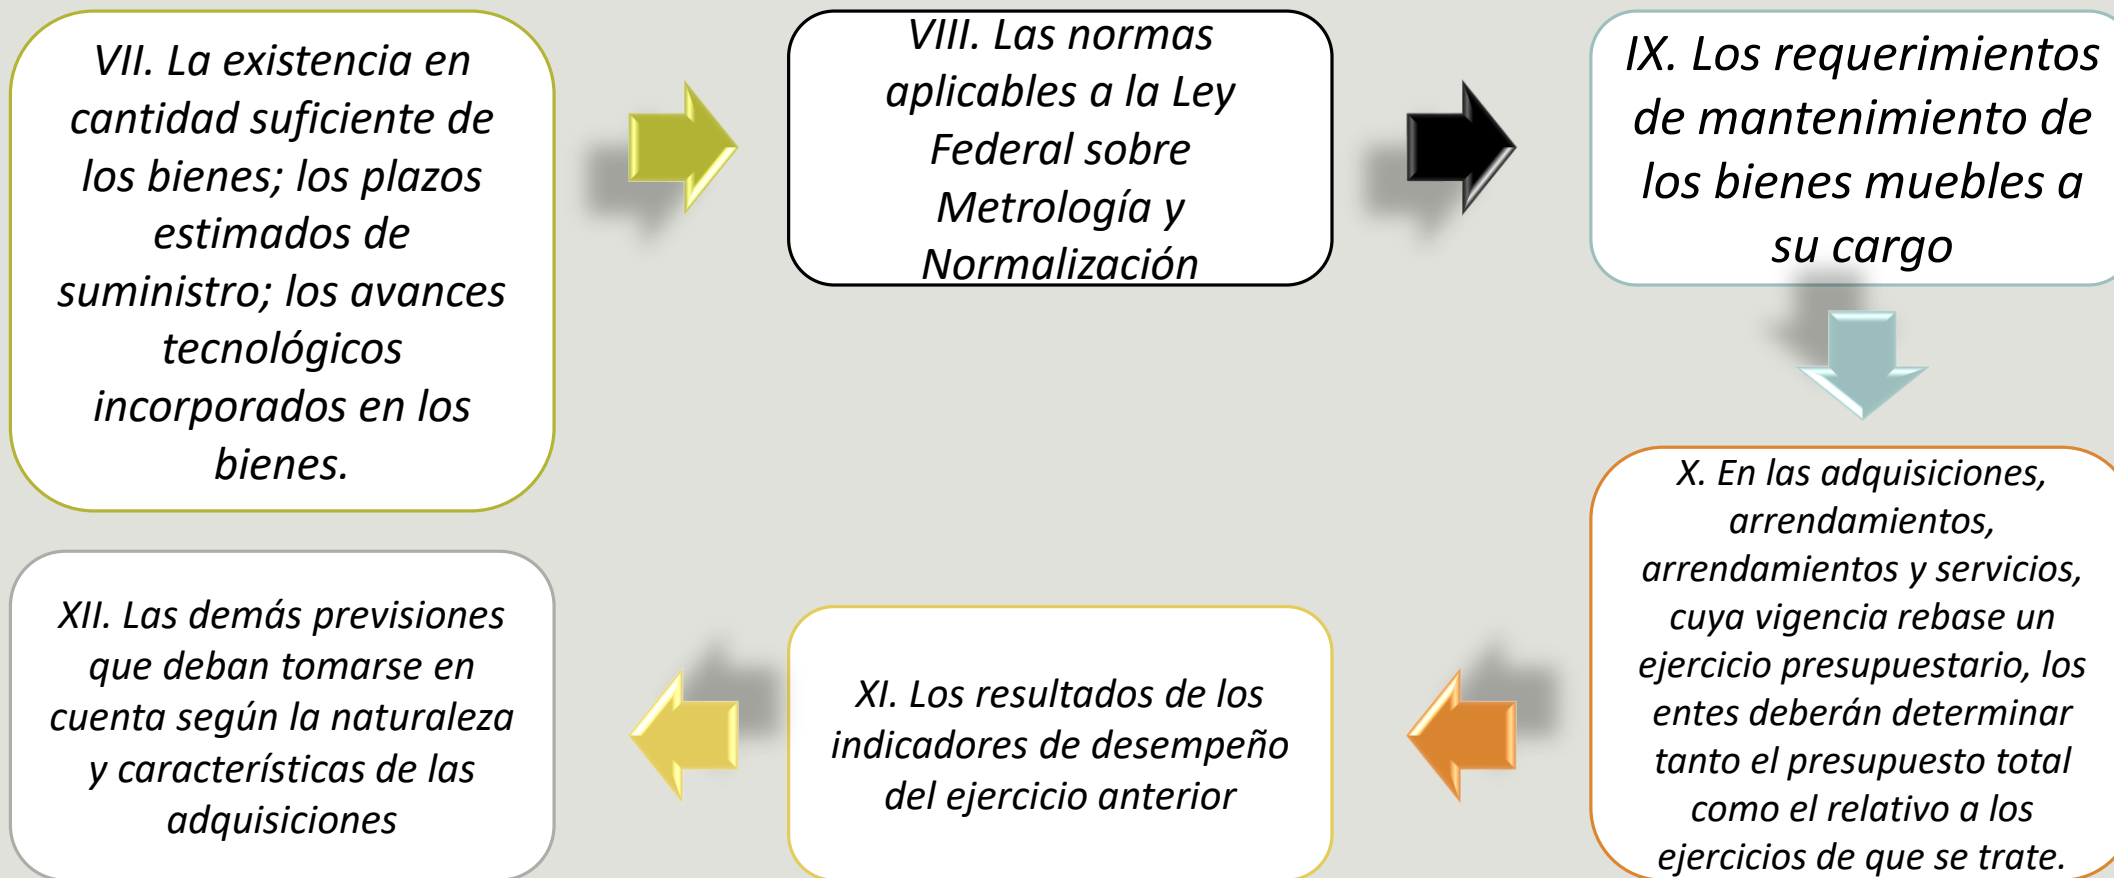 VII. La existencia en
cantidad suficiente de
los bienes; los plazos
estimados de
suministro; los avances
tecnológicos
incorporados en los
bienes.
VIII. Las normas
aplicables a la Ley
Federal sobre
Metrología y
Normalización
IX. Los requerimientos
de mantenimiento de
los bienes muebles a
su cargo
X. En las adquisiciones,
arrendamientos,
arrendamientos y servicios,
cuya vigencia rebase un
ejercicio presupuestario, los
entes deberán determinar
tanto el presupuesto total
como el relativo a los
ejercicios de que se trate.
XI. Los resultados de los
indicadores de desempeño
del ejercicio anterior
XII. Las demás previsiones
que deban tomarse en
cuenta según la naturaleza
y características de las
adquisiciones